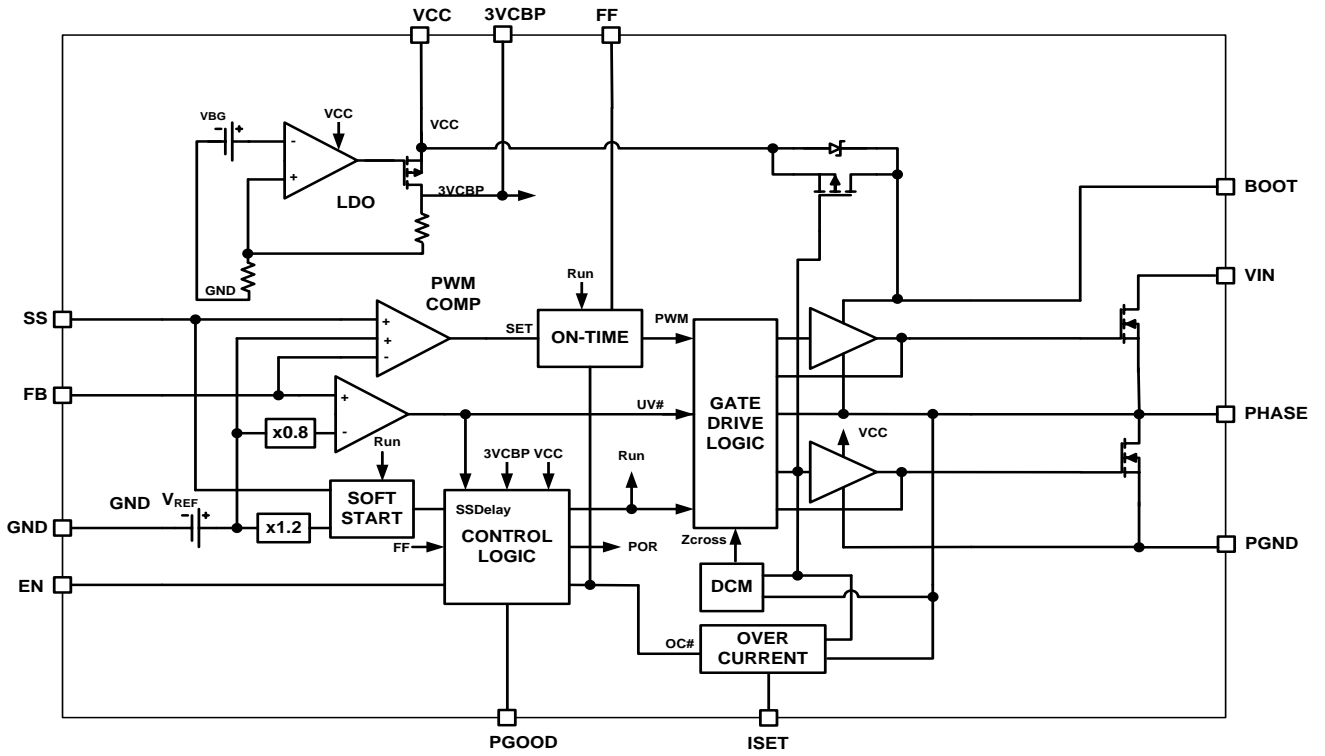 VCC
3VCBP
FF
VBG
-
+
VCC
VCC
-
+
LDO
3VCBP
GND
BOOT
VIN
PWM
COMP
Run
SS
+
+
-
SET
ON-TIME
PWM
FB
+
-
x0.8
UV#
GATE
DRIVE
LOGIC
PHASE
VCC
Run
3VCBP VCC
Run
SOFT
START
SSDelay
CONTROL
LOGIC
GND
GND
VREF
-
+
x1.2
FF
POR
Zcross
PGND
EN
DCM
OC#
OVER
CURRENT
PGOOD
ISET